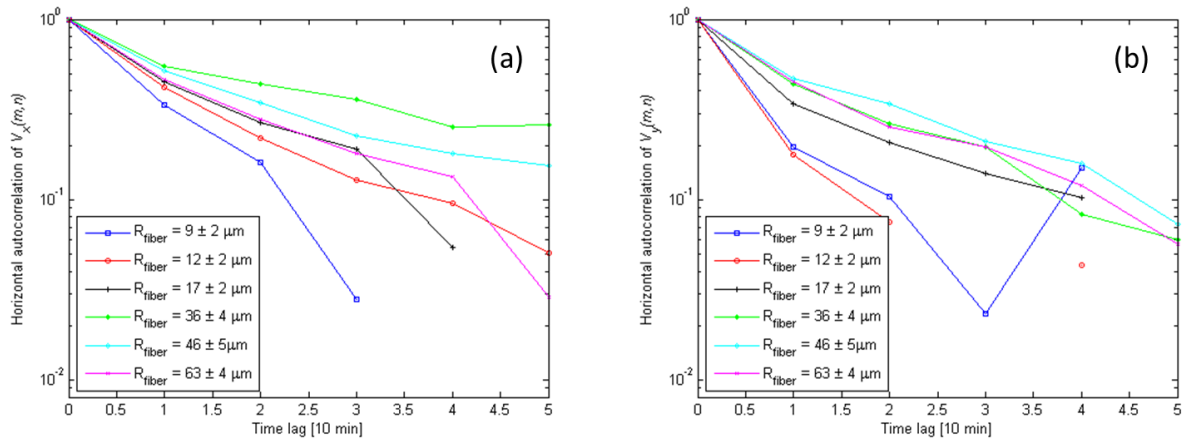 (a)
Horizontal autocorrelation of Vx(m,n)
10^0
10^-1
10^-2
R_fiber = 9 ± 2 µm
R_fiber = 12 ± 2 µm
R_fiber = 17 ± 2 µm
R_fiber = 36 ± 4 µm
R_fiber = 46 ± 5µm
R_fiber = 63 ± 4 µm
0 0.5 1 1.5 2 2.5 3 3.5 4 4.5 5
Time lag [10 min]
(b)
Horizontal autocorrelation of Vy(m,n)
10^0
10^-1
10^-2
R_fiber = 9 ± 2 µm
R_fiber = 12 ± 2 µm
R_fiber = 17 ± 2 µm
R_fiber = 36 ± 4 µm
R_fiber = 46 ± 5µm
R_fiber = 63 ± 4 µm
0 0.5 1 1.5 2 2.5 3 3.5 4 4.5 5
Time lag [10 min]